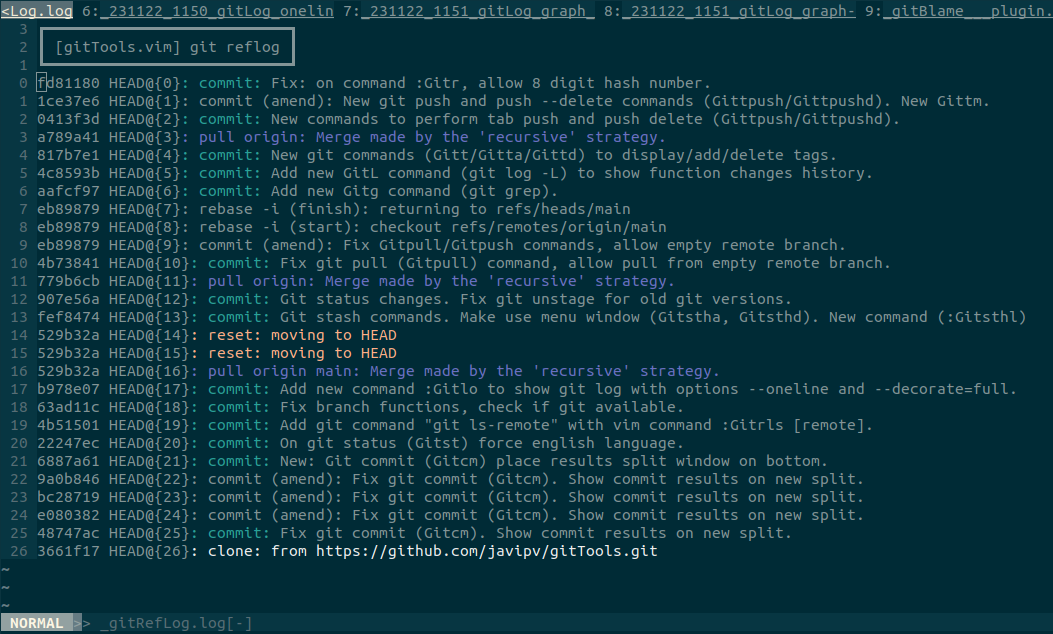 <Log.log 6:_231122_1150_gitLog_onelin 7:_231122_1151_gitLog_graph_ 8:_231122_1151_gitLog_graph- 9:_gitBlame___plugin.
3
2 [gitTools.vim] git reflog
1
0 fd81180 HEAD@{0}: commit: Fix: on command :Gitr, allow 8 digit hash number.
1 1ce37e6 HEAD@{1}: commit (amend): New git push and push --delete commands (Gittpush/Gittpushd). New Gittm.
2 0413f3d HEAD@{2}: commit: New commands to perform tab push and push delete (Gittpush/Gittpushd).
3 a789a41 HEAD@{3}: pull origin: Merge made by the 'recursive' strategy.
4 817b7e1 HEAD@{4}: commit: New git commands (Gitt/Gitta/Gittd) to display/add/delete tags.
5 4c8593b HEAD@{5}: commit: Add new GitL command (git log -L) to show function changes history.
6 aafcf97 HEAD@{6}: commit: Add new Gitg command (git grep).
7 eb89879 HEAD@{7}: rebase -i (finish): returning to refs/heads/main
8 eb89879 HEAD@{8}: rebase -i (start): checkout refs/remotes/origin/main
9 eb89879 HEAD@{9}: commit (amend): Fix Gitpull/Gitpush commands, allow empty remote branch.
10 4b73841 HEAD@{10}: commit: Fix git pull (Gitpull) command, allow pull from empty remote branch.
11 779b6cb HEAD@{11}: pull origin: Merge made by the 'recursive' strategy.
12 907e56a HEAD@{12}: commit: Git status changes. Fix git unstage for old git versions.
13 fef8474 HEAD@{13}: commit: Git stash commands. Make use menu window (Gitstha, Gitsthd). New command (:Gitsthl)
14 529b32a HEAD@{14}: reset: moving to HEAD
15 529b32a HEAD@{15}: reset: moving to HEAD
16 529b32a HEAD@{16}: pull origin main: Merge made by the 'recursive' strategy.
17 b978e07 HEAD@{17}: commit: Add new command :Gitlo to show git log with options --oneline and --decorate=full.
18 63ad11c HEAD@{18}: commit: Fix branch functions, check if git available.
19 4b51501 HEAD@{19}: commit: Add git command "git ls-remote" with vim command :Gitrls [remote].
20 22247ec HEAD@{20}: commit: On git status (Gitst) force english language.
21 6887a61 HEAD@{21}: commit: New: Git commit (Gitcm) place results split window on bottom.
22 9a0b846 HEAD@{22}: commit (amend): Fix git commit (Gitcm). Show commit results on new split.
23 bc28719 HEAD@{23}: commit (amend): Fix git commit (Gitcm). Show commit results on new split.
24 e080382 HEAD@{24}: commit (amend): Fix git commit (Gitcm). Show commit results on new split.
25 48747ac HEAD@{25}: commit: Fix git commit (Gitcm). Show commit results on new split.
26 3661f17 HEAD@{26}: clone: from https://github.com/javipv/gitTools.git
~
~
~
NORMAL >> _gitRefLog.log[-]